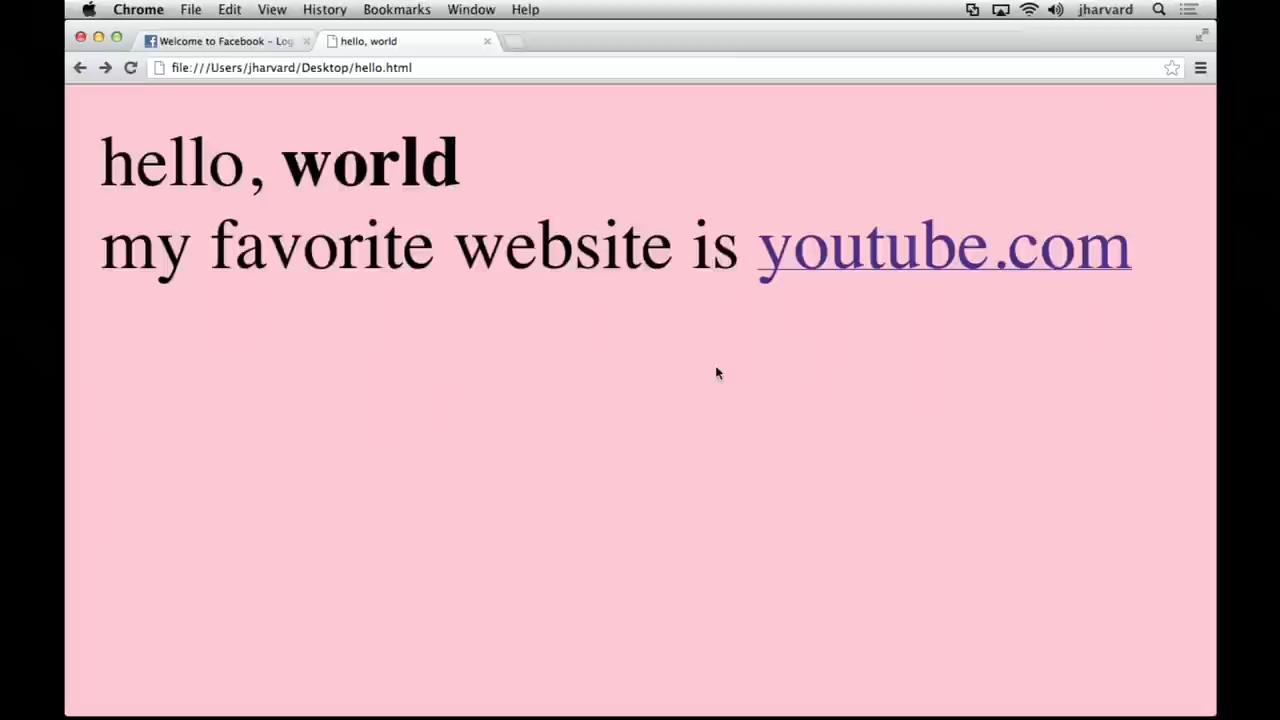 Chrome File Edit View History Bookmarks Window Help jharvard
Welcome to Facebook - Log hello, world
file:///Users/jharvard/Desktop/hello.html
hello, world
my favorite website is youtube.com